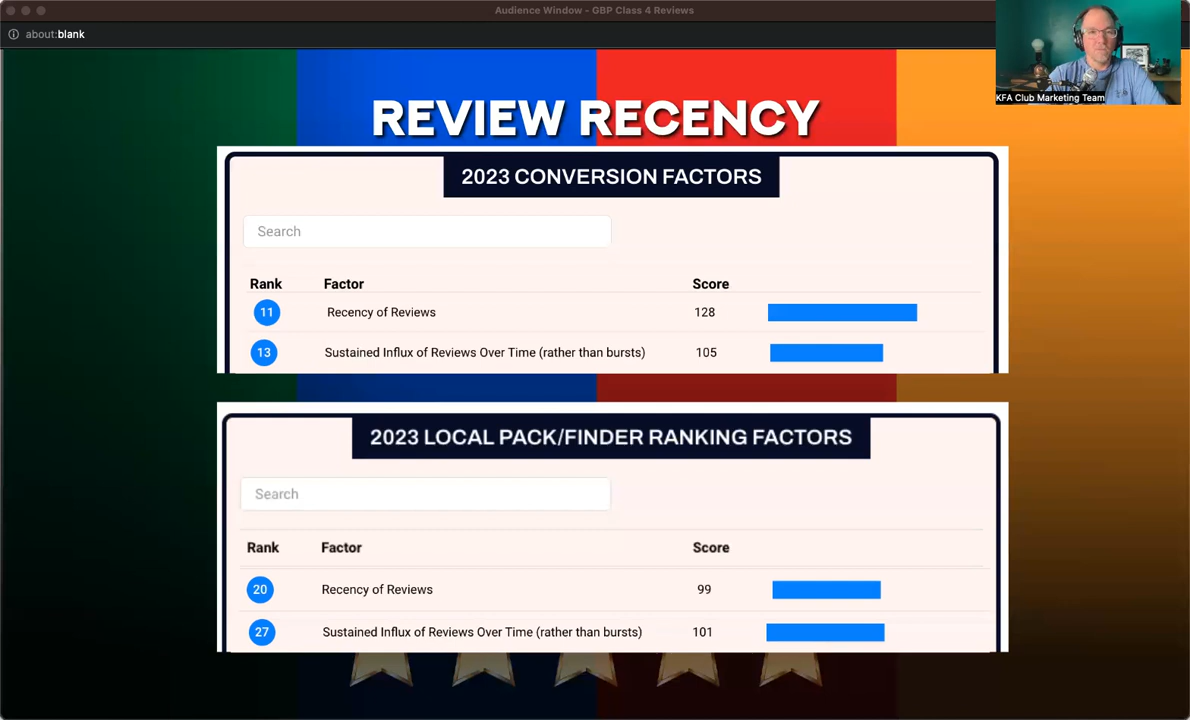 Audience Window - GBP Class 4 Reviews
about:blank
KFA Club Marketing Team
REVIEW RECENCY
2023 CONVERSION FACTORS
Search
Rank Factor Score
11 Recency of Reviews 128
13 Sustained Influx of Reviews Over Time (rather than bursts) 105
2023 LOCAL PACK/FINDER RANKING FACTORS
Search
Rank Factor Score
20 Recency of Reviews 99
27 Sustained Influx of Reviews Over Time (rather than bursts) 101